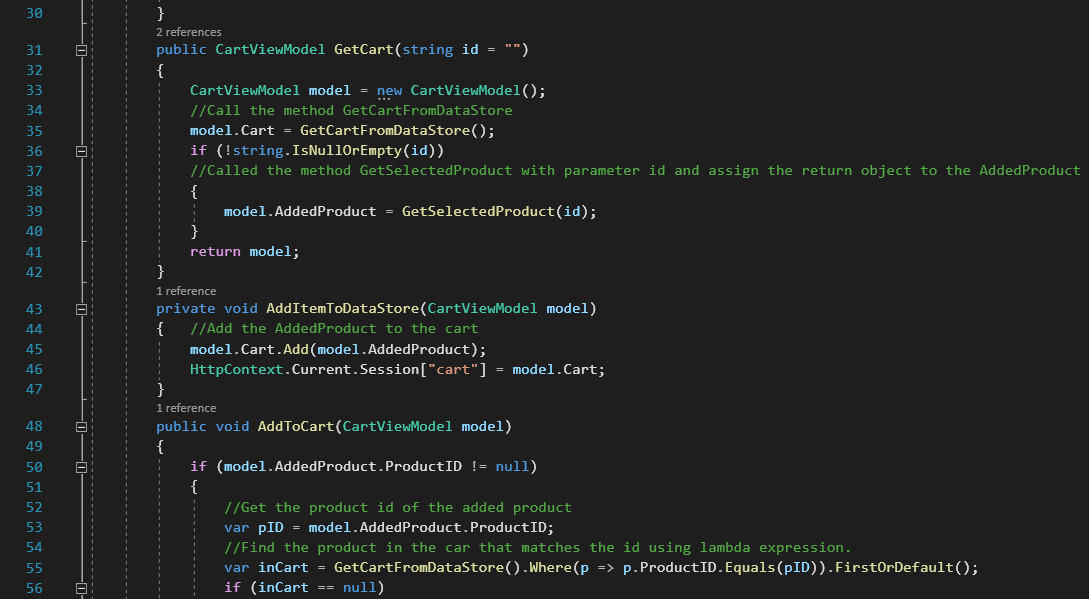 30 }
2 references
31 public CartViewModel GetCart(string id = "")
32 {
33 CartViewModel model = new CartViewModel();
34 //Call the method GetCartFromDataStore
35 model.Cart = GetCartFromDataStore();
36 if (!string.IsNullOrEmpty(id))
37 //Called the method GetSelectedProduct with parameter id and assign the return object to the AddedProduct
38 {
39 model.AddedProduct = GetSelectedProduct(id);
40 }
41 return model;
42 }
1 reference
43 private void AddItemToDataStore(CartViewModel model)
44 { //Add the AddedProduct to the cart
45 model.Cart.Add(model.AddedProduct);
46 HttpContext.Current.Session["cart"] = model.Cart;
47 }
1 reference
48 public void AddToCart(CartViewModel model)
49 {
50 if (model.AddedProduct.ProductID != null)
51 {
52 //Get the product id of the added product
53 var pID = model.AddedProduct.ProductID;
54 //Find the product in the car that matches the id using lambda expression.
55 var inCart = GetCartFromDataStore().Where(p => p.ProductID.Equals(pID)).FirstOrDefault();
56 if (inCart == null)